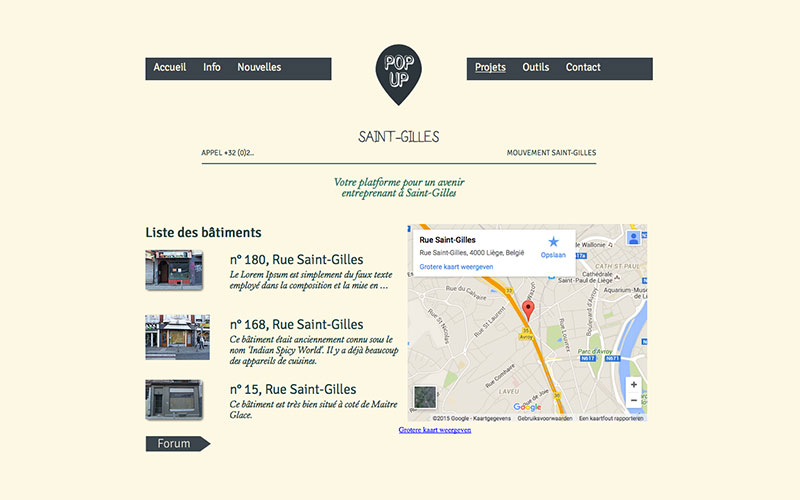 Accueil Info Nouvelles
POP
UP
Projets Outils Contact
SAINT-GILLES
APPEL +32 (0)2...
MOUVEMENT SAINT-GILLES
Votre platforme pour un avenir
entreprenant à Saint-Gilles
Liste des bâtiments
n° 180, Rue Saint-Gilles
Le Lorem Ipsum est simplement du faux texte
employé dans la composition et la mise en ...
n° 168, Rue Saint-Gilles
Ce bâtiment était anciennement connu sous le
nom 'Indian Spicy World'. Il y a déjà beaucoup
des appareils de cuisines.
n° 15, Rue Saint-Gilles
Ce bâtiment est très bien situé à coté de Maitre
Glace.
Forum
Rue Saint-Gilles
Rue Saint-Gilles, 4000 Liège, België
Grotere kaart weergeven
Opslaan
de Wallonie
CATH ST-PAUL
Cathédrale
Saint-Paul de Liège
Aquarium-Museum
Rue du Calvaire
Rue St Nicolas
Rue St Laurent
Boulevard d'Avroy
E25
Avroy
Parc d'Avroy
N617
N671
Rue Comhaire
LAVEU
Rue de Joie
E25
Google
+
−
©2015 Google - Kaartgegevens Gebruiksvoorwaarden Een kaartfout rapporteren
Grotere kaart weergeven